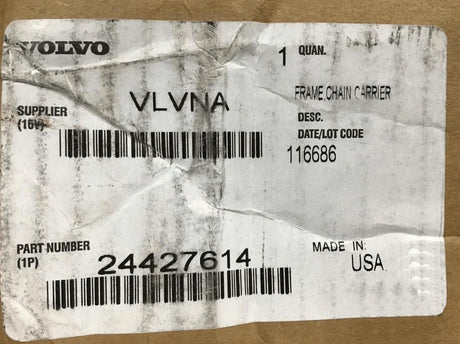 VOLVO
1 QUAN.
SUPPLIER VLVNA
(16V)
FRAME,CHAIN CARRIER
DESC.
DATE/LOT CODE
116686
PART NUMBER
(1P) 24427614
MADE IN:
USA